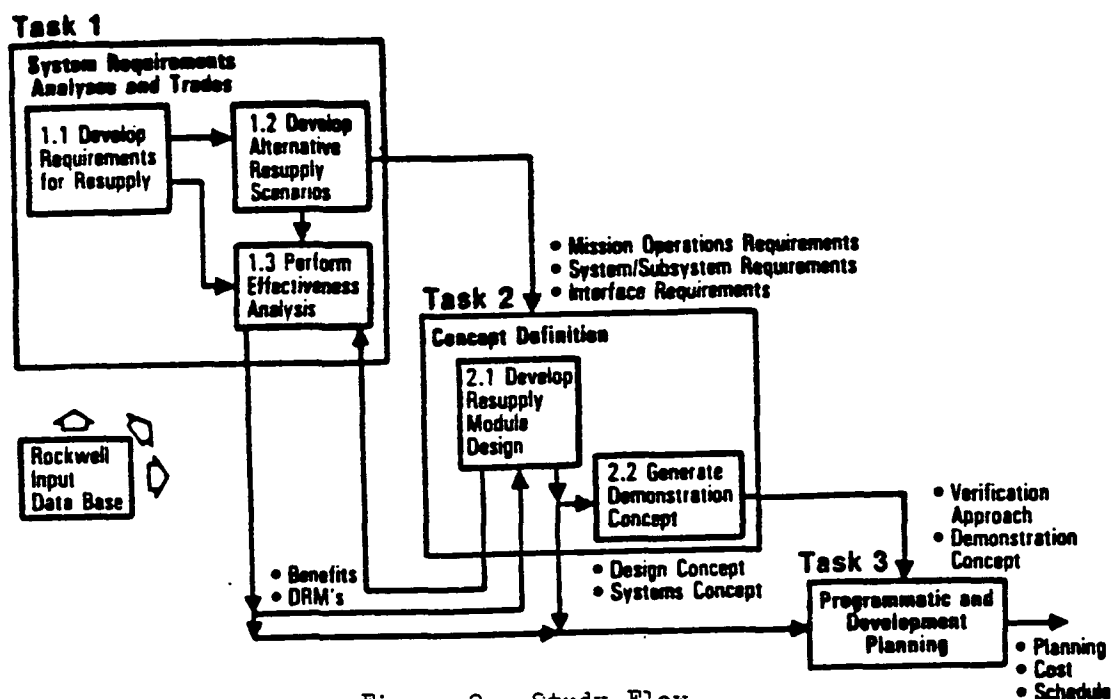 Task 1
System Requirements
Analyses and Trades
1.1 Develop
Requirements
for Resupply
1.2 Develop
Alternative
Resupply
Scenarios
1.3 Perform
Effectiveness
Analysis
• Mission Operations Requirements
• System/Subsystem Requirements
• Interface Requirements
Task 2
Concept Definition
2.1 Develop
Resupply
Module
Design
2.2 Generate
Demonstration
Concept
Rockwell
Input
Data Base
• Benefits
• DRM's
• Design Concept
• Systems Concept
• Verification
Approach
• Demonstration
Concept
Task 3
Programmatic and
Development
Planning
• Planning
• Cost
• Schedule
Study Flow